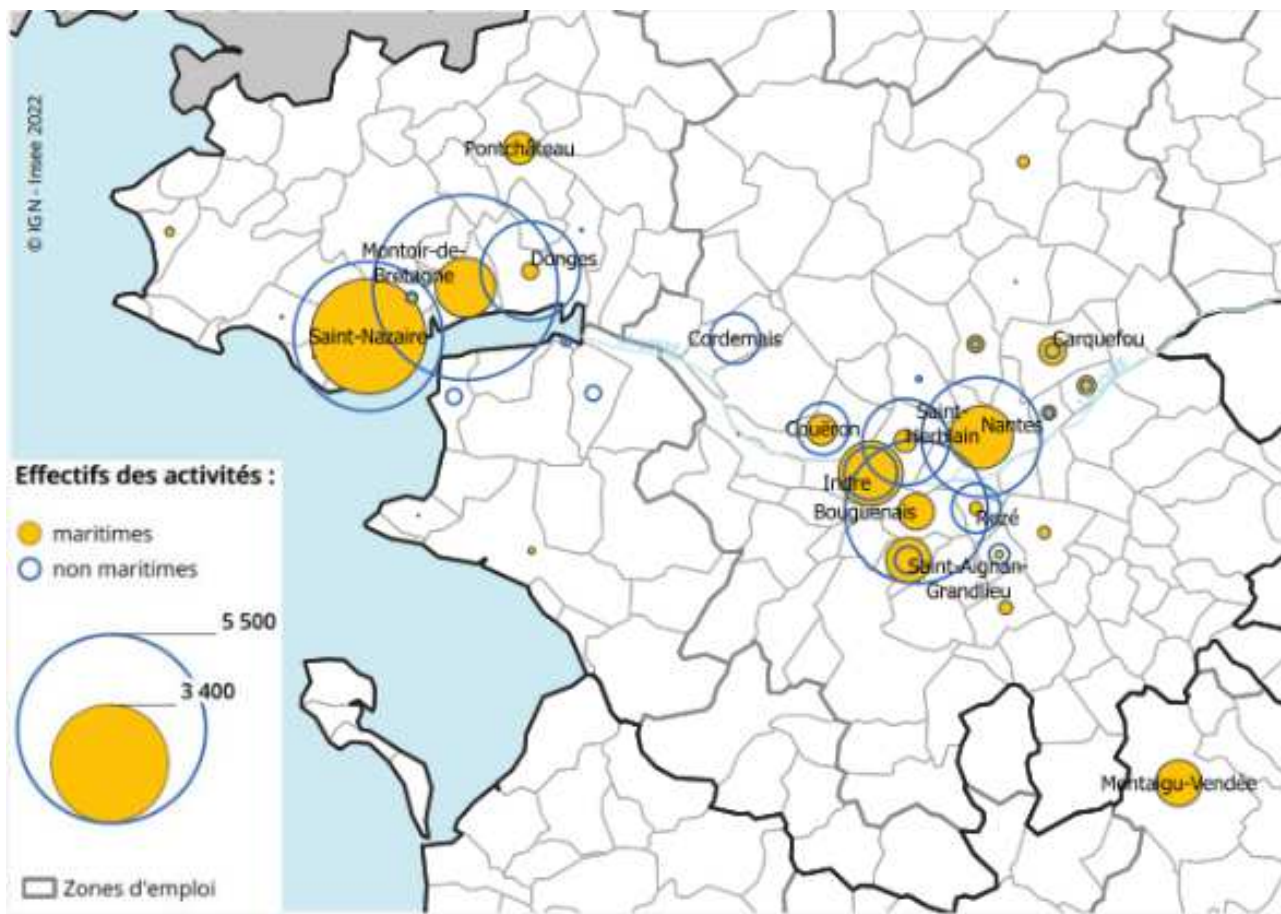 © IGN - Insee 2022
Pontchâteau
Montoir-de-
Bretagne
Donges
Saint-Nazaire
Cordemais
Carquefou
Couëron
Saint-
Herblain
Nantes
Indre
Bouguenais
Rezé
Saint-Aignan-
Grandlieu
Montaigu-Vendée
Effectifs des activités :
maritimes
non maritimes
5 500
3 400
Zones d'emploi